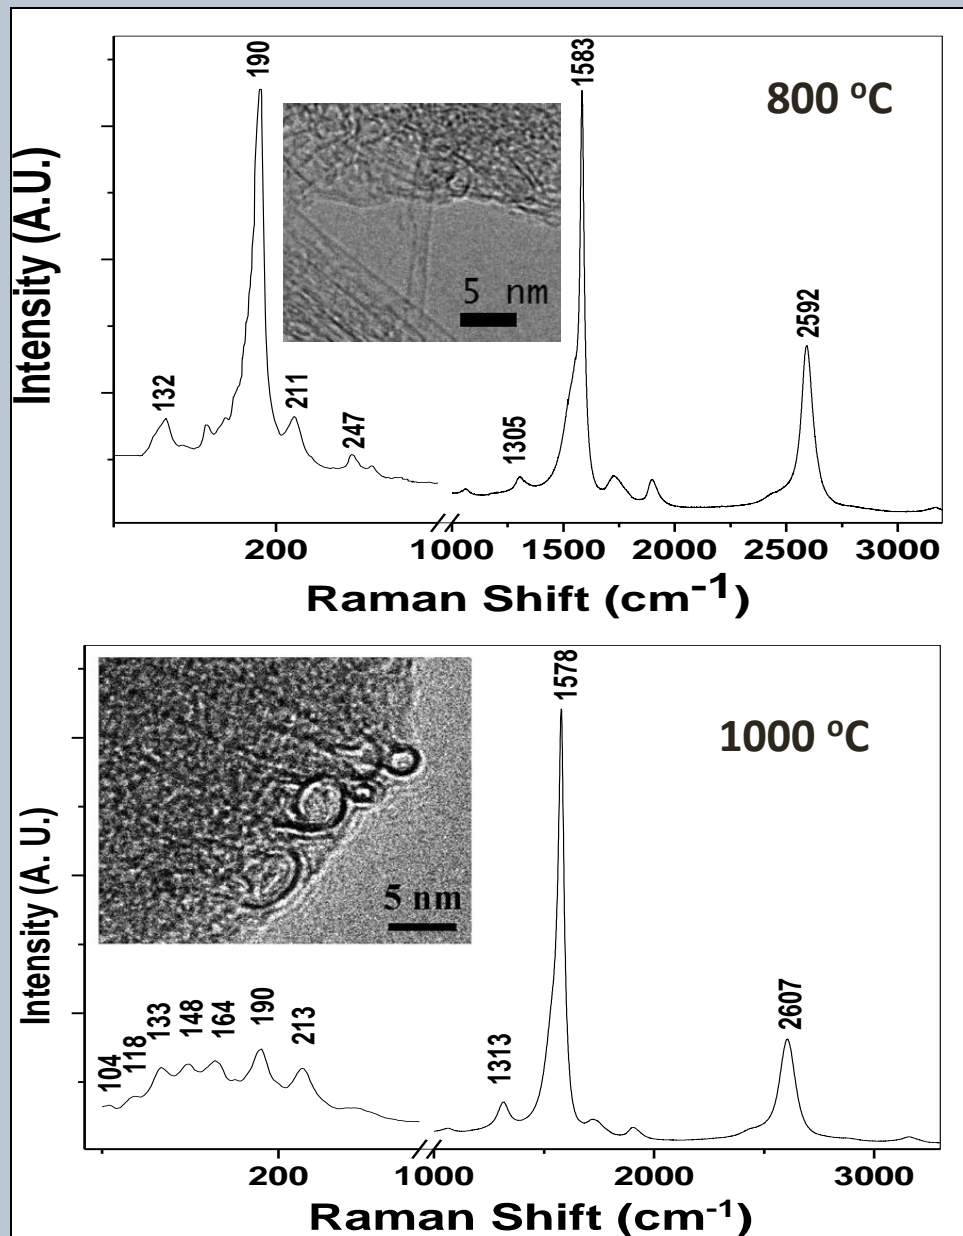 190
1583
800 °C
5 nm
2592
132
211
247
1305
Intensity (A.U.)
200
1000 1500 2000 2500 3000
Raman Shift (cm-1)
1578
1000 °C
5 nm
104
118
133
148
164
190
213
1313
2607
Intensity (A. U.)
200
1000
2000
3000
Raman Shift (cm-1)